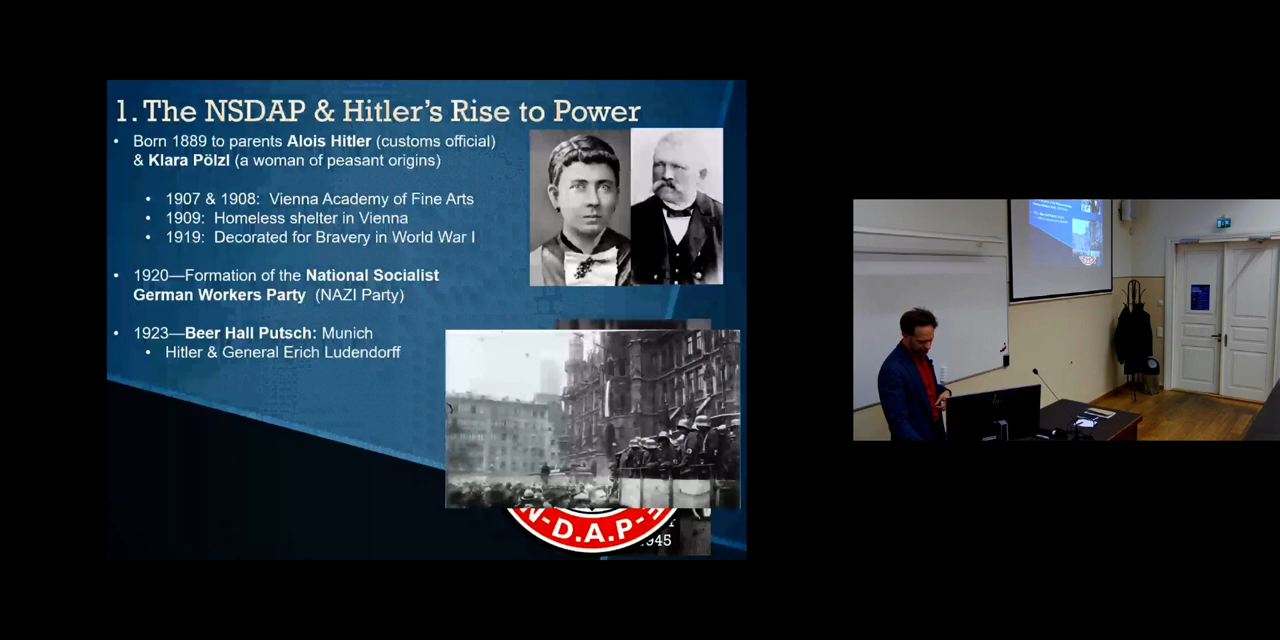 1. The NSDAP & Hitler's Rise to Power
• Born 1889 to parents Alois Hitler (customs official)
& Klara Pölzl (a woman of peasant origins)
• 1907 & 1908: Vienna Academy of Fine Arts
• 1909: Homeless shelter in Vienna
• 1919: Decorated for Bravery in World War I
• 1920—Formation of the National Socialist
German Workers Party (NAZI Party)
• 1923—Beer Hall Putsch: Munich
• Hitler & General Erich Ludendorff
N-D.A.P-
1945